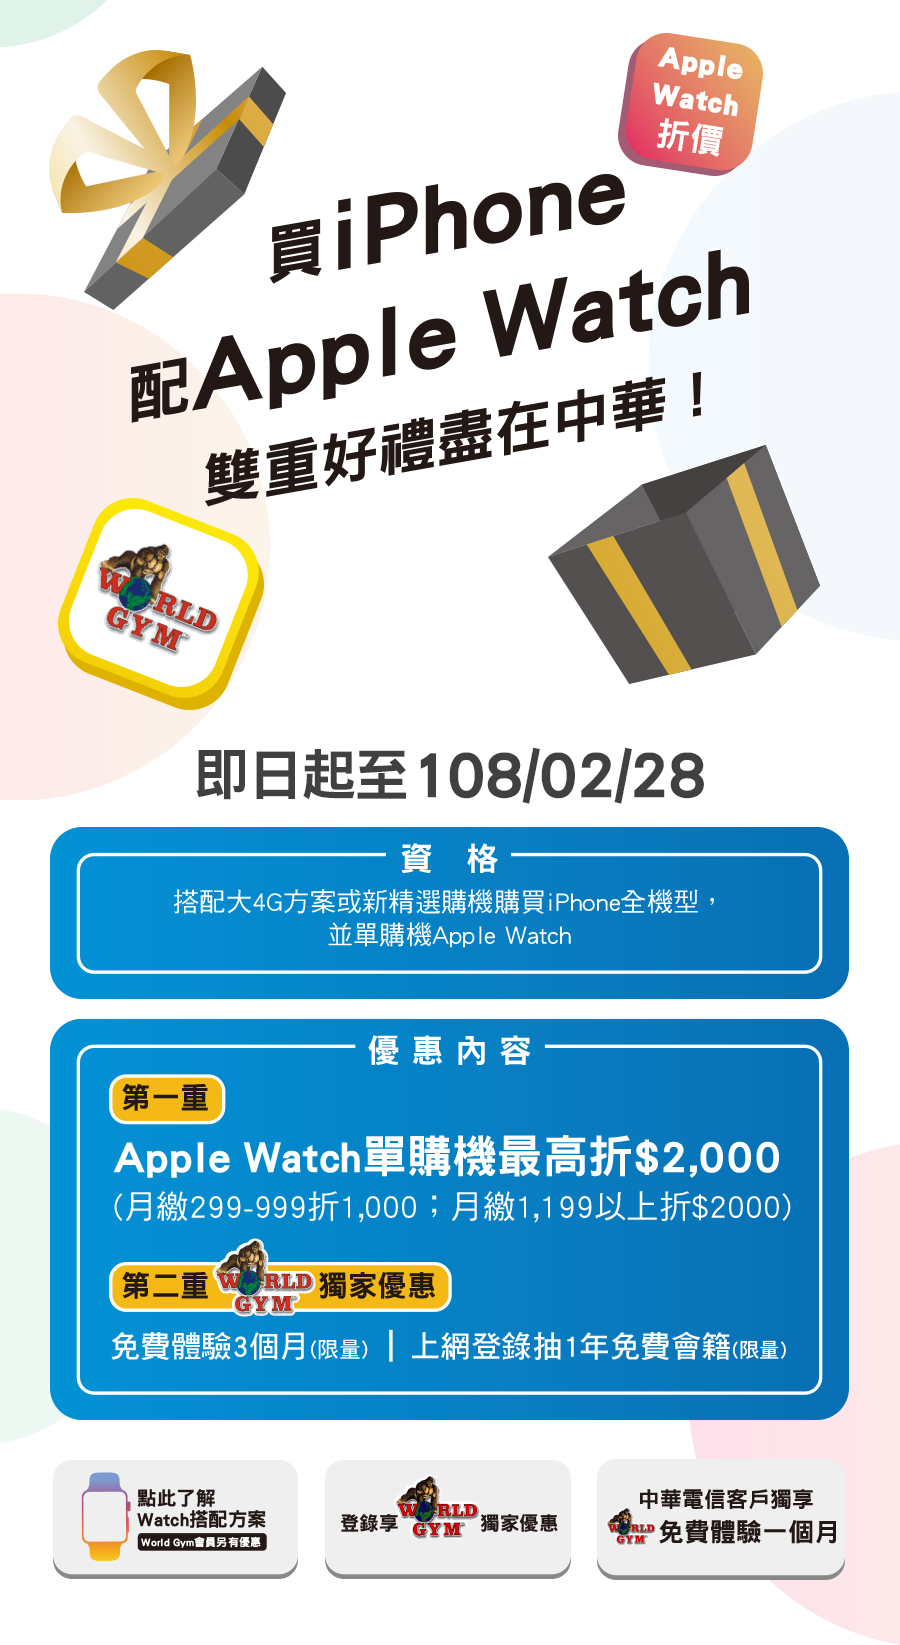 Apple
Watch
折價
買iPhone
配Apple Watch
雙重好禮盡在中華！
WORLD
GYM
即日起至108/02/28
資 格
搭配大4G方案或新精選購機購買iPhone全機型，
並單購機Apple Watch
優惠內容
第一重
Apple Watch單購機最高折$2,000
(月繳299-999折1,000；月繳1,199以上折$2000)
第二重 WORLD GYM 獨家優惠
免費體驗3個月(限量) | 上網登錄抽1年免費會籍(限量)
點此了解
Watch搭配方案
World Gym會員另有優惠
登錄享 WORLD GYM 獨家優惠
中華電信客戶獨享
WORLD GYM 免費體驗一個月